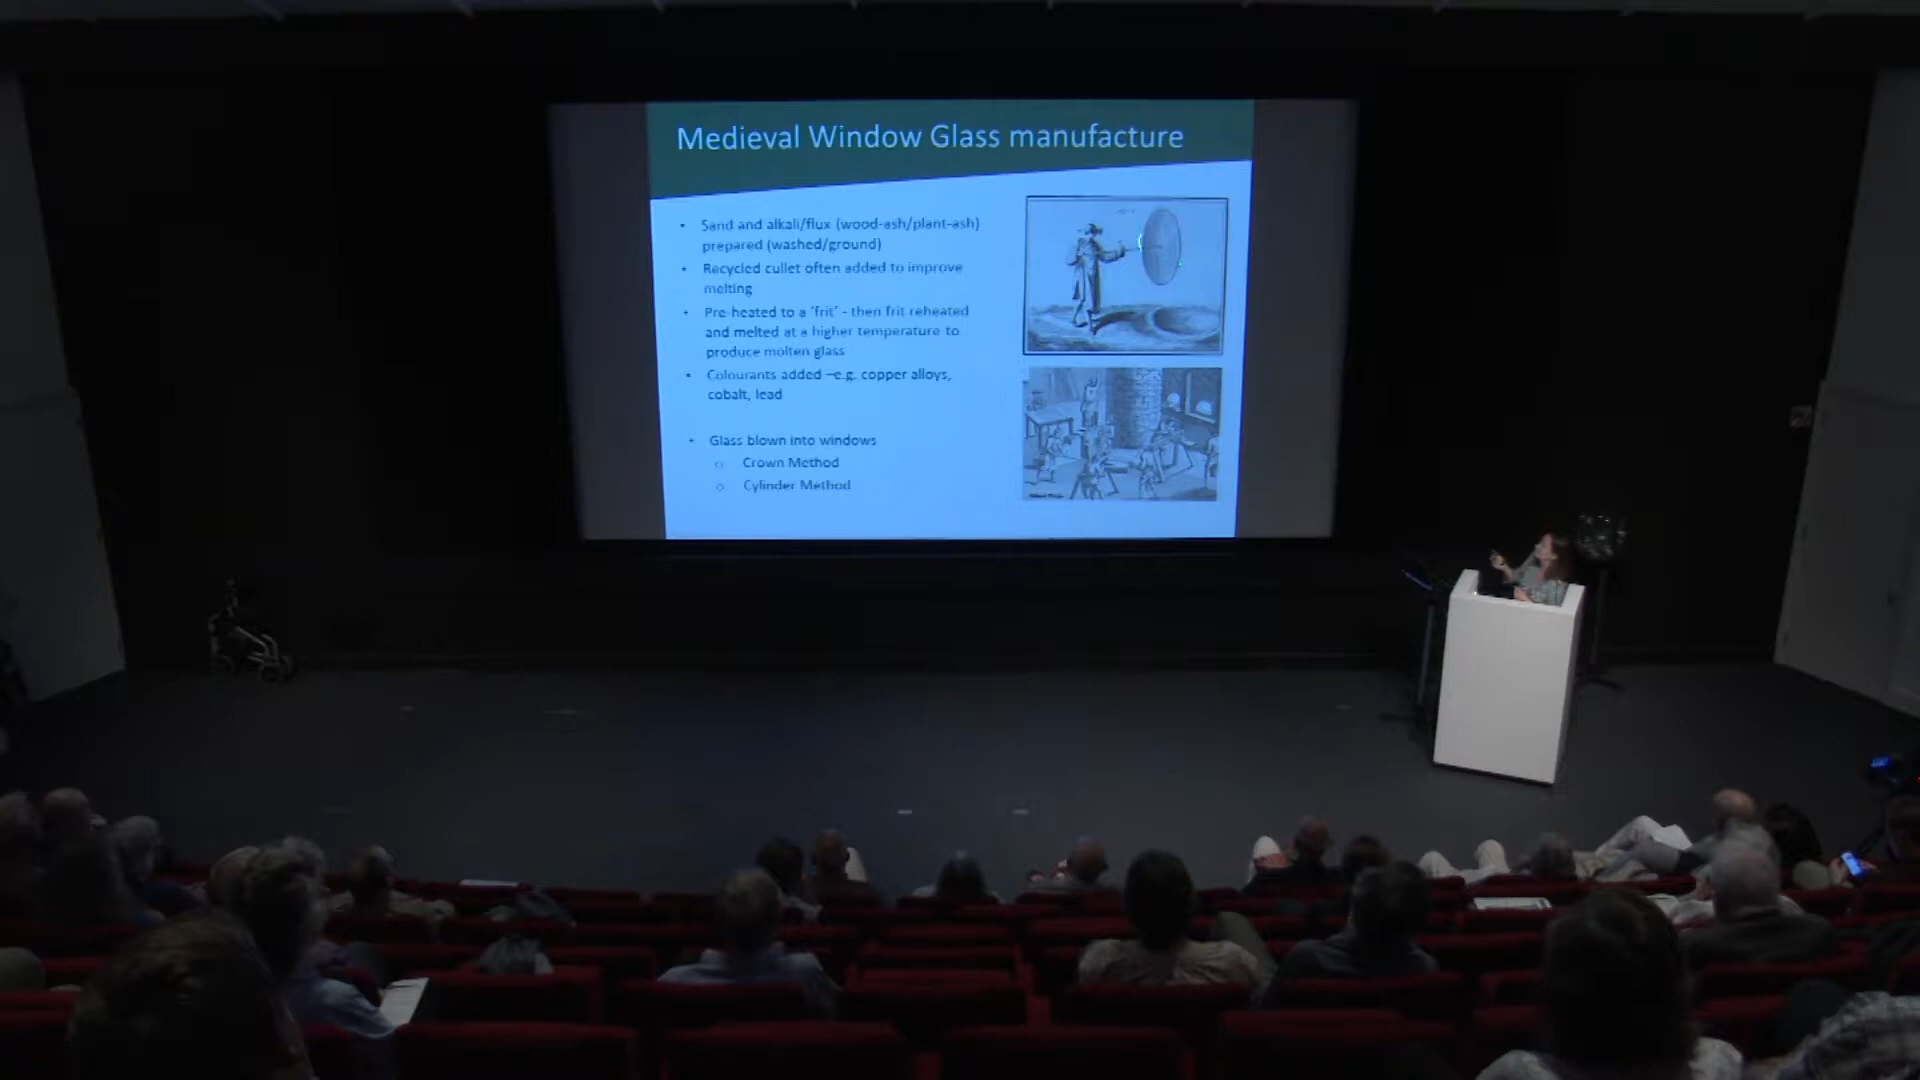 Medieval Window Glass manufacture
• Sand and alkali/flux (wood-ash/plant-ash)
prepared (washed/ground)
• Recycled cullet often added to improve
melting
• Pre-heated to a 'frit' - then frit reheated
and melted at a higher temperature to
produce molten glass
• Colourants added –e.g. copper alloys,
cobalt, lead
• Glass blown into windows
○ Crown Method
○ Cylinder Method